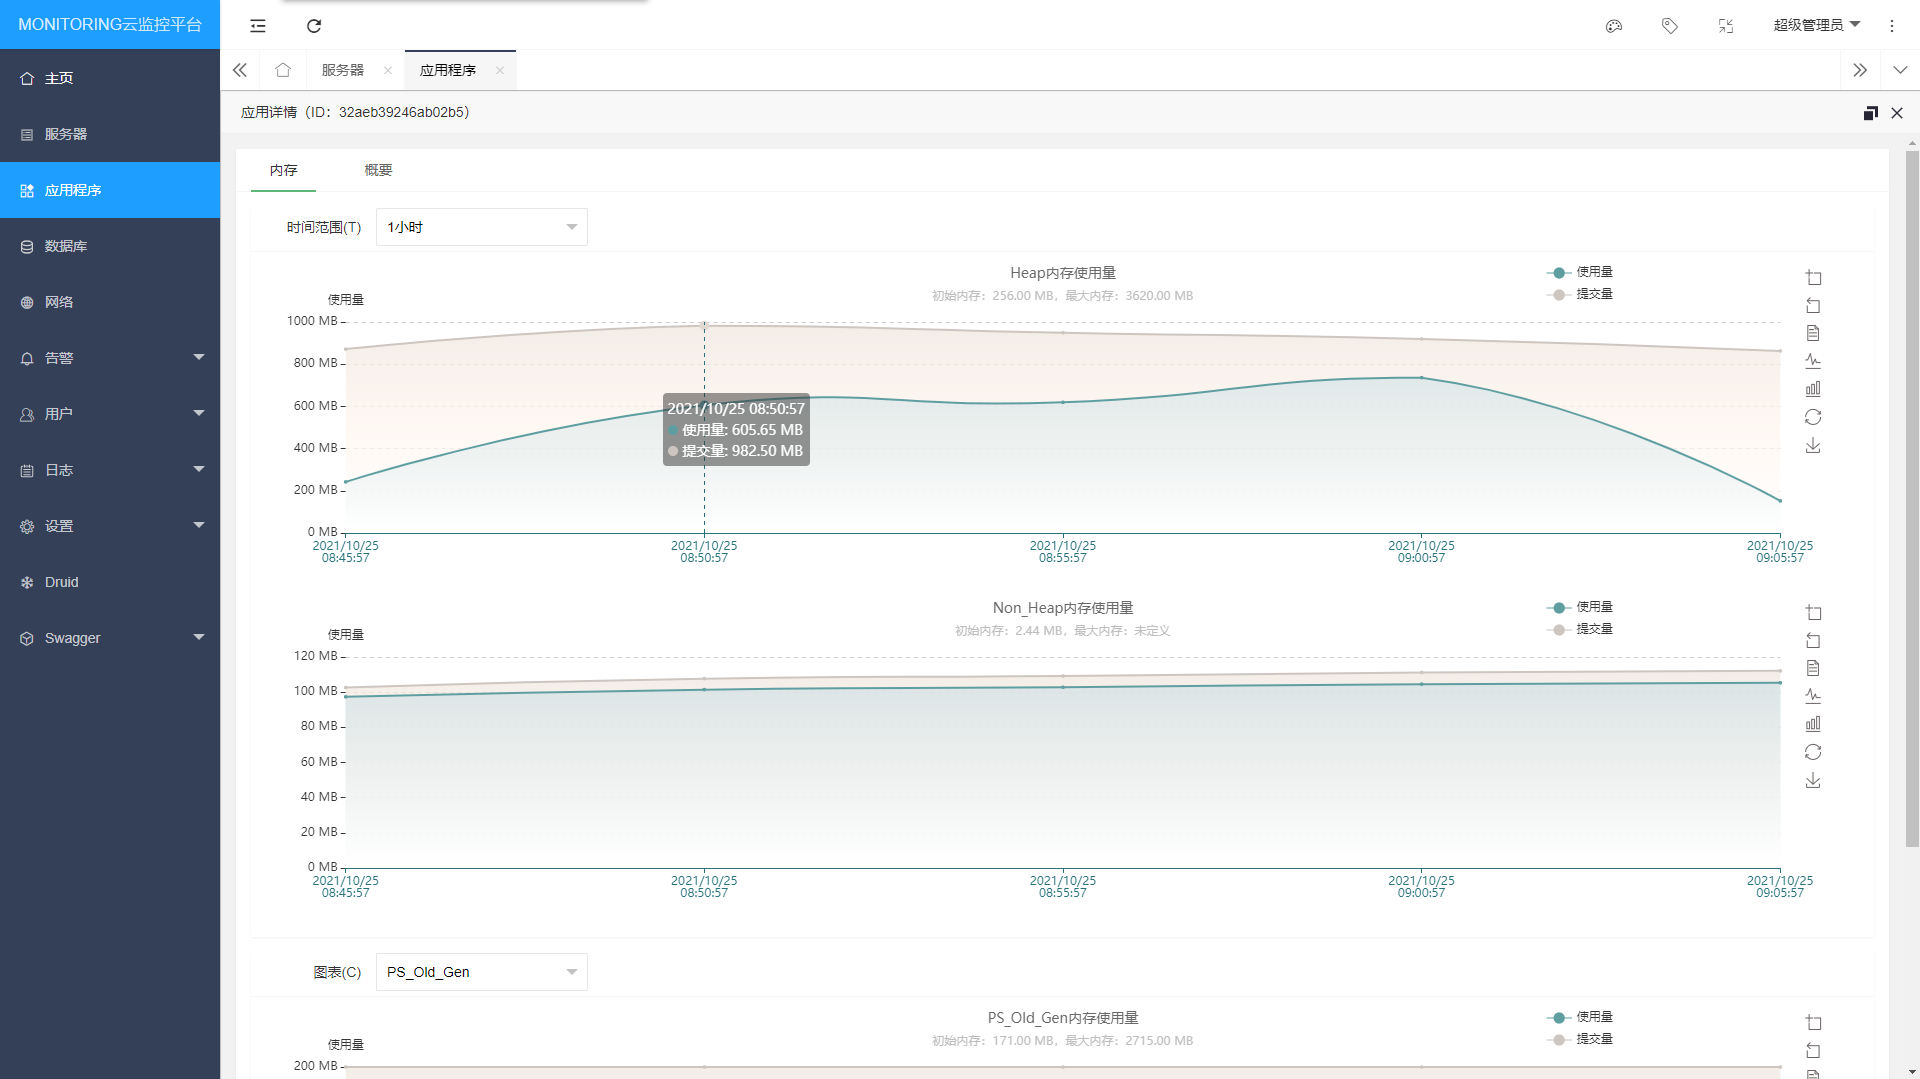 MONITORING云监控平台
超级管理员
主页
服务器
应用程序
数据库
网络
告警
用户
日志
设置
Druid
Swagger
服务器
应用程序
应用详情（ID：32aeb39246ab02b5）
内存
概要
时间范围(T)
1小时
Heap内存使用量
初始内存：256.00 MB，最大内存：3620.00 MB
使用量
提交量
使用量
1000 MB
800 MB
600 MB
400 MB
200 MB
0 MB
2021/10/25 08:50:57
使用量: 605.65 MB
提交量: 982.50 MB
2021/10/25
08:45:57
2021/10/25
08:50:57
2021/10/25
08:55:57
2021/10/25
09:00:57
2021/10/25
09:05:57
Non_Heap内存使用量
初始内存：2.44 MB，最大内存：未定义
使用量
提交量
使用量
120 MB
100 MB
80 MB
60 MB
40 MB
20 MB
0 MB
2021/10/25
08:45:57
2021/10/25
08:50:57
2021/10/25
08:55:57
2021/10/25
09:00:57
2021/10/25
09:05:57
图表(C)
PS_Old_Gen
PS_Old_Gen内存使用量
初始内存：171.00 MB，最大内存：2715.00 MB
使用量
提交量
使用量
200 MB